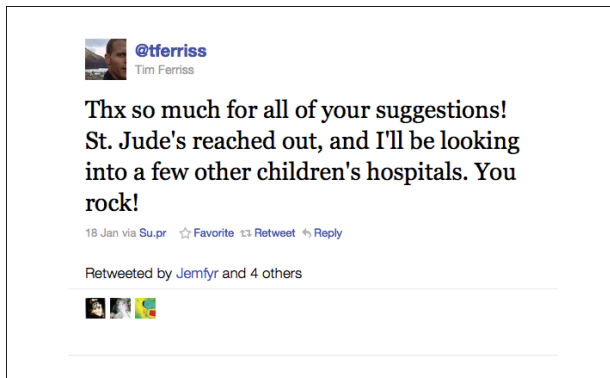 @tferriss
Tim Ferriss
Thx so much for all of your suggestions!
St. Jude's reached out, and I'll be looking
into a few other children's hospitals. You
rock!
18 Jan via Su.pr Favorite Retweet Reply
Retweeted by Jemfyr and 4 others